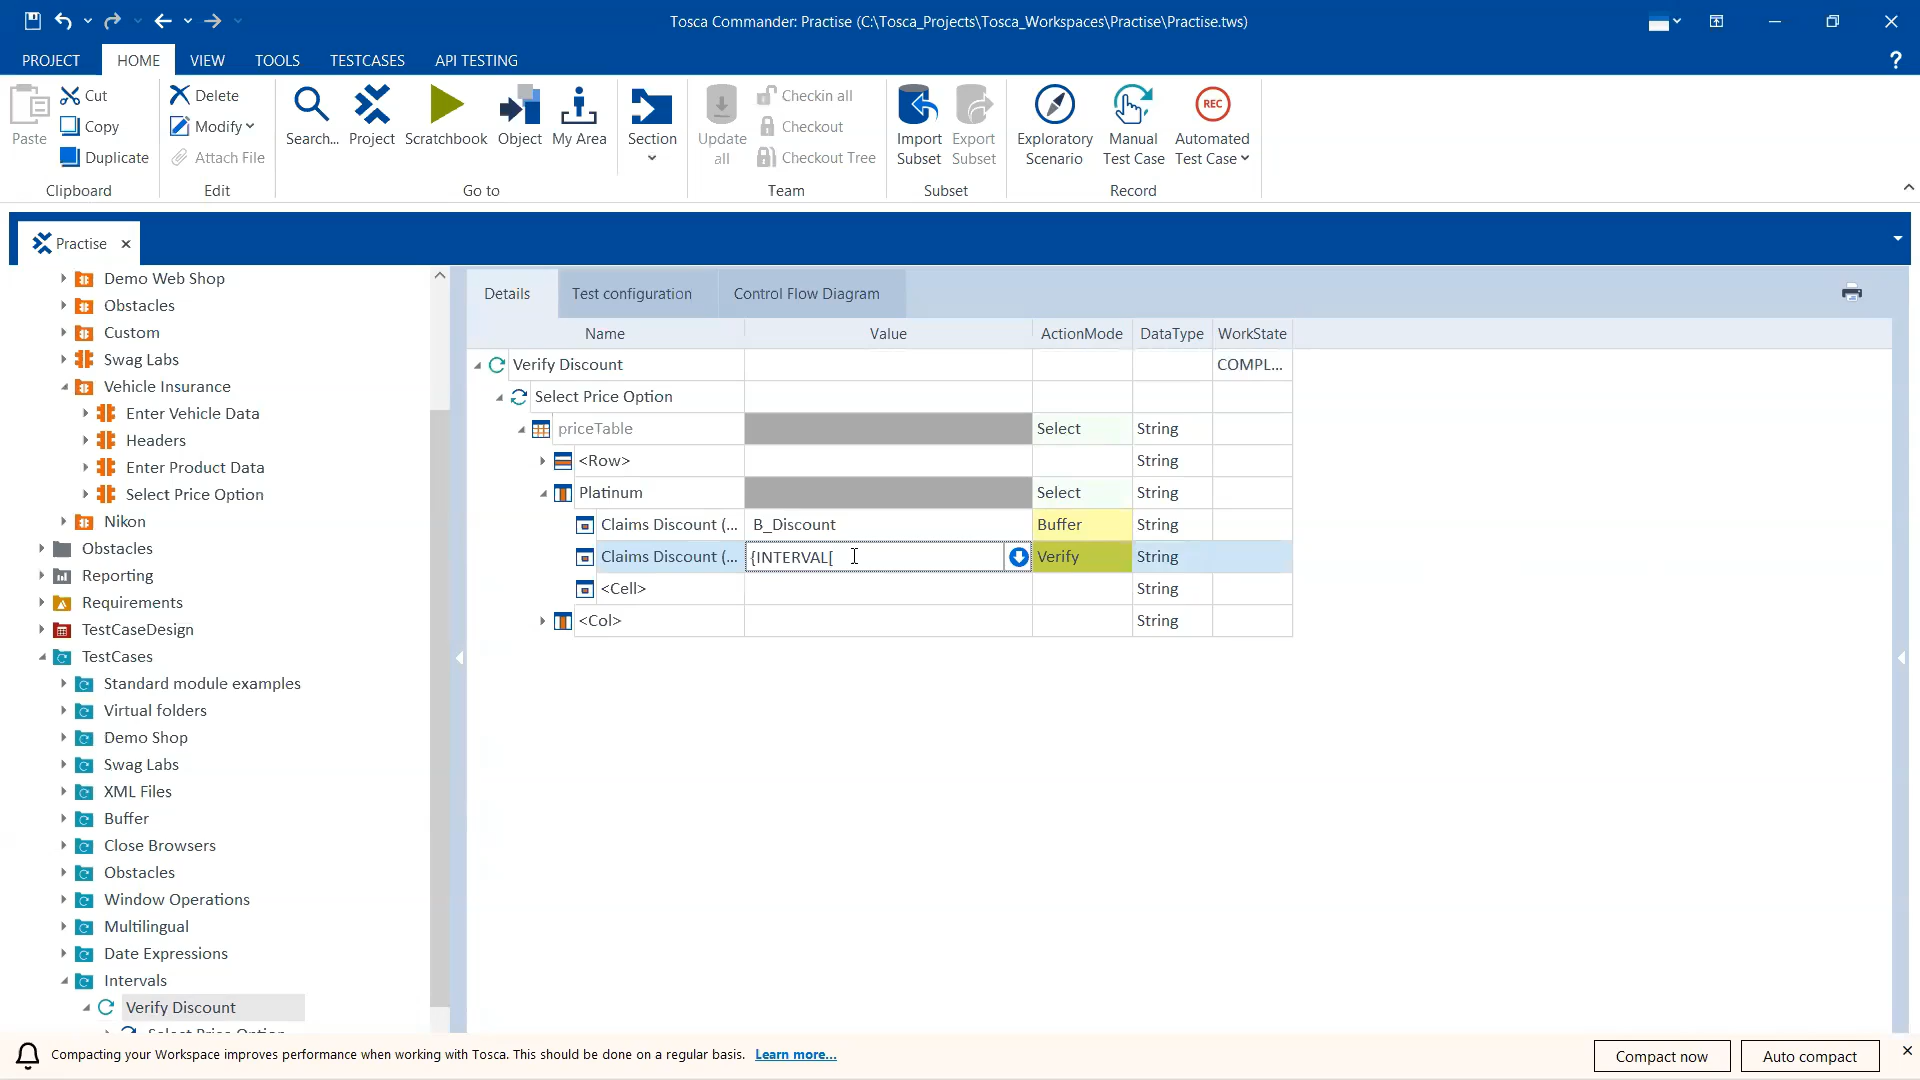 Tosca Commander: Practise (C:\Tosca_Projects\Tosca_Workspaces\Practise\Practise.tws)
PROJECT HOME VIEW TOOLS TESTCASES API TESTING ?
Paste
Cut
Copy
Duplicate
Clipboard
Delete
Modify
Attach File
Edit
Search...
Project
Scratchbook
Object
My Area
Go to
Section
Update all
Checkin all
Checkout
Checkout Tree
Team
Import Subset
Export Subset
Subset
Exploratory Scenario
Manual Test Case
REC
Automated Test Case
Record
Practise
Demo Web Shop
Obstacles
Custom
Swag Labs
Vehicle Insurance
Enter Vehicle Data
Headers
Enter Product Data
Select Price Option
Nikon
Obstacles
Reporting
Requirements
TestCaseDesign
TestCases
Standard module examples
Virtual folders
Demo Shop
Swag Labs
XML Files
Buffer
Close Browsers
Obstacles
Window Operations
Multilingual
Date Expressions
Intervals
Verify Discount
Select Price Option
Details Test configuration Control Flow Diagram
Name Value ActionMode DataType WorkState
Verify Discount COMPL...
Select Price Option
priceTable Select String
<Row> String
Platinum Select String
Claims Discount (... B_Discount Buffer String
Claims Discount (... {INTERVAL[ Verify String
<Cell> String
<Col> String
Compacting your Workspace improves performance when working with Tosca. This should be done on a regular basis. Learn more...
Compact now Auto compact